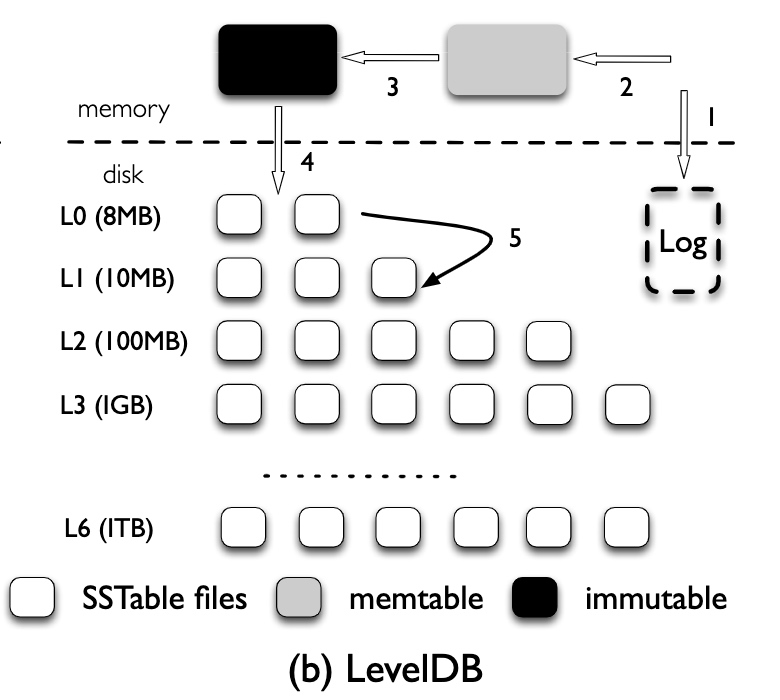 3
2
1
memory
4
disk
L0 (8MB)
5
Log
L1 (10MB)
L2 (100MB)
L3 (1GB)
L6 (1TB)
SSTable files memtable immutable
(b) LevelDB